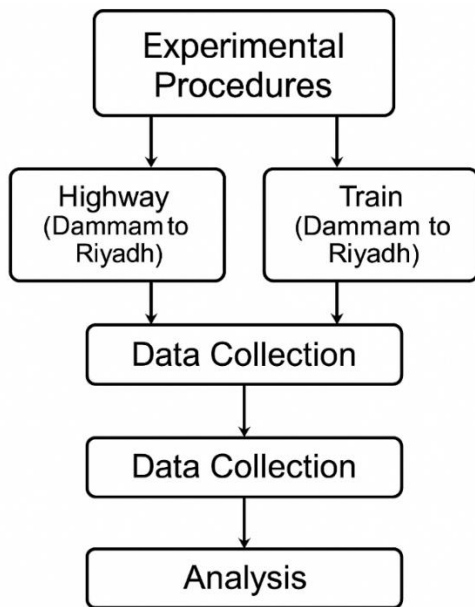 Experimental
Procedures
Highway
(Dammam to
Riyadh)
Train
(Dammam to
Riyadh)
Data Collection
Data Collection
Analysis